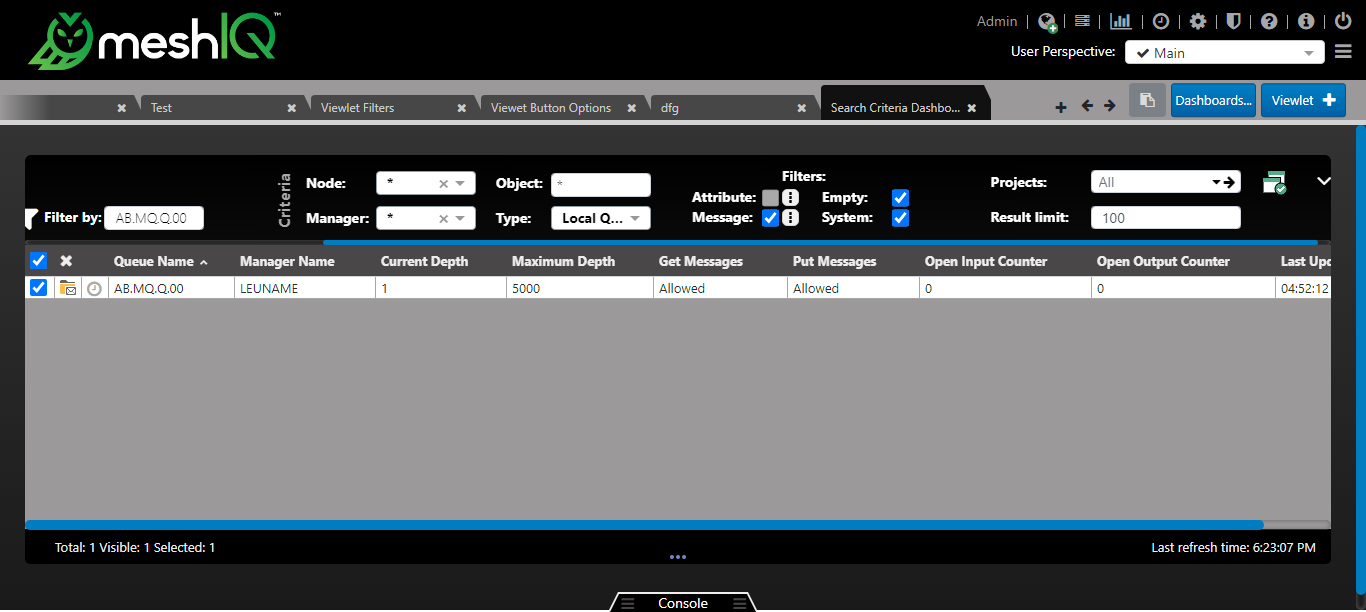 meshIQ™
Admin
User Perspective: Main
Test
Viewlet Filters
Viewet Button Options
dfg
Search Criteria Dashbo...
Dashboards...
Viewlet
Filter by: AB.MQ.Q.00
Criteria
Node: *
Manager: *
Object: *
Type: Local Q...
Filters:
Attribute:
Message:
Empty:
System:
Projects: All
Result limit: 100
Queue Name Manager Name Current Depth Maximum Depth Get Messages Put Messages Open Input Counter Open Output Counter Last Upd
AB.MQ.Q.00 LEUNAME 1 5000 Allowed Allowed 0 0 04:52:12
Total: 1 Visible: 1 Selected: 1
Last refresh time: 6:23:07 PM
Console